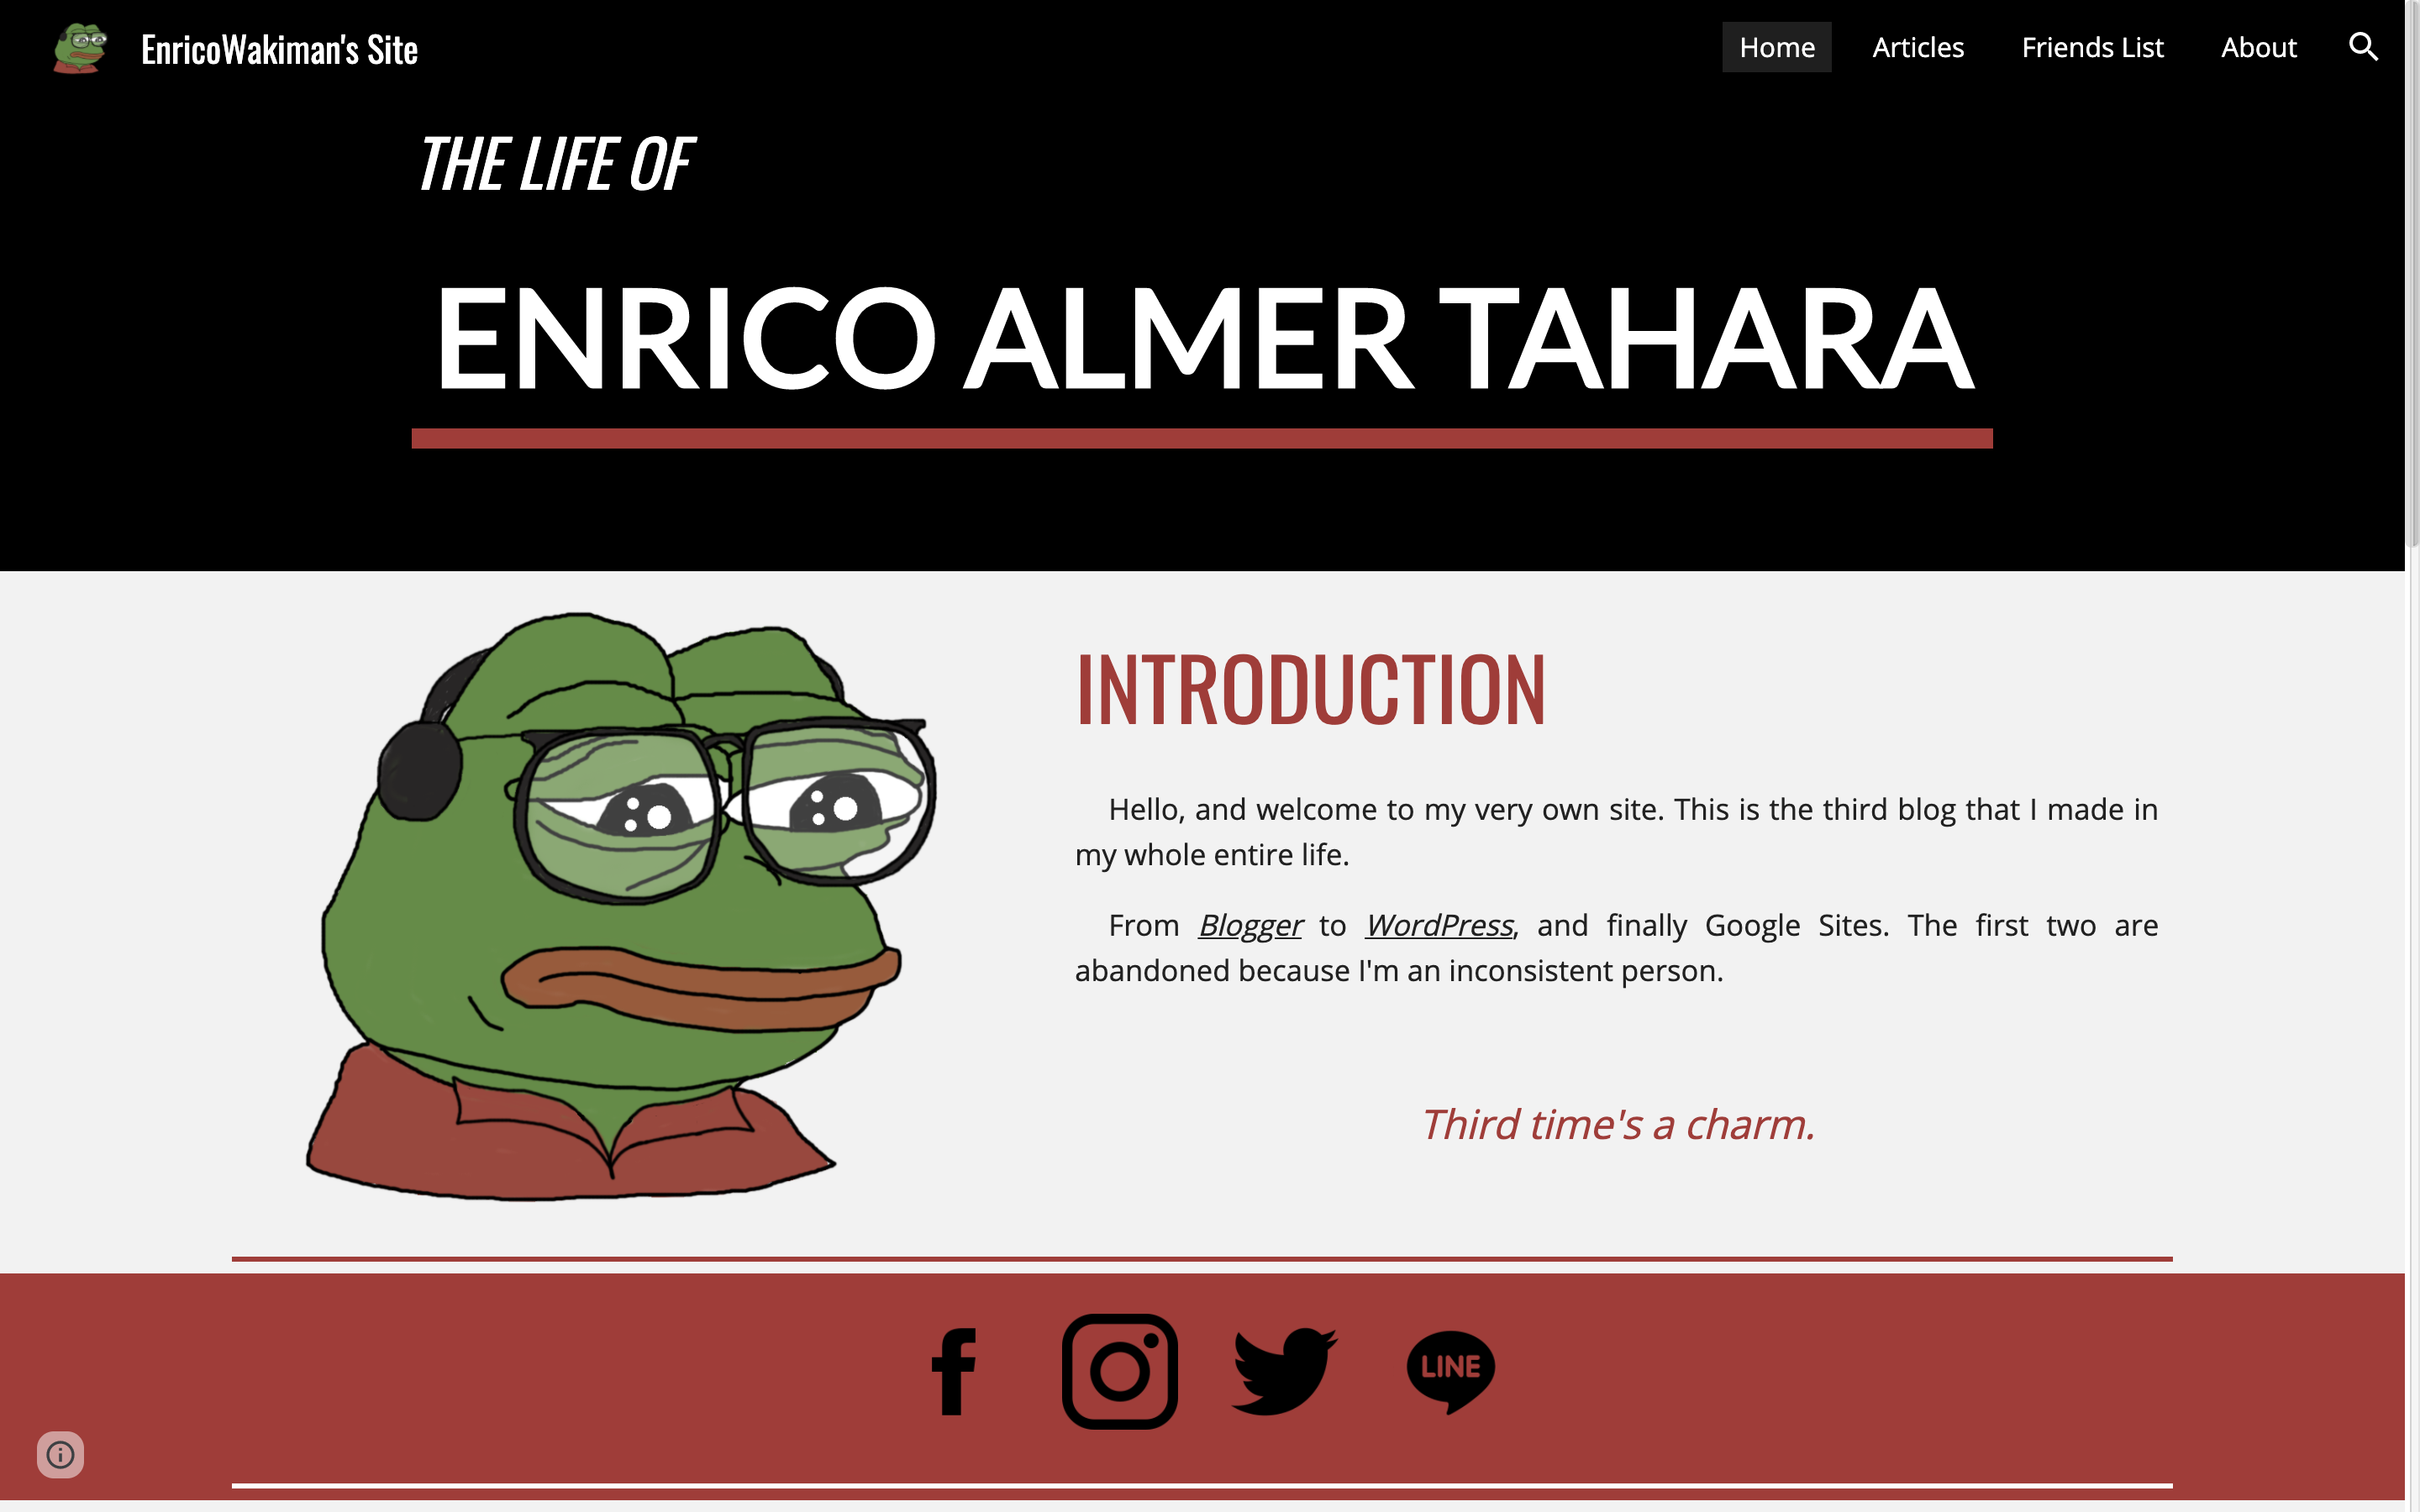 EnricoWakiman's Site
Home
Articles
Friends List
About
THE LIFE OF
ENRICO ALMER TAHARA
INTRODUCTION
Hello, and welcome to my very own site. This is the third blog that I made in
my whole entire life.
From Blogger to WordPress, and finally Google Sites. The first two are
abandoned because I'm an inconsistent person.
Third time's a charm.
LINE